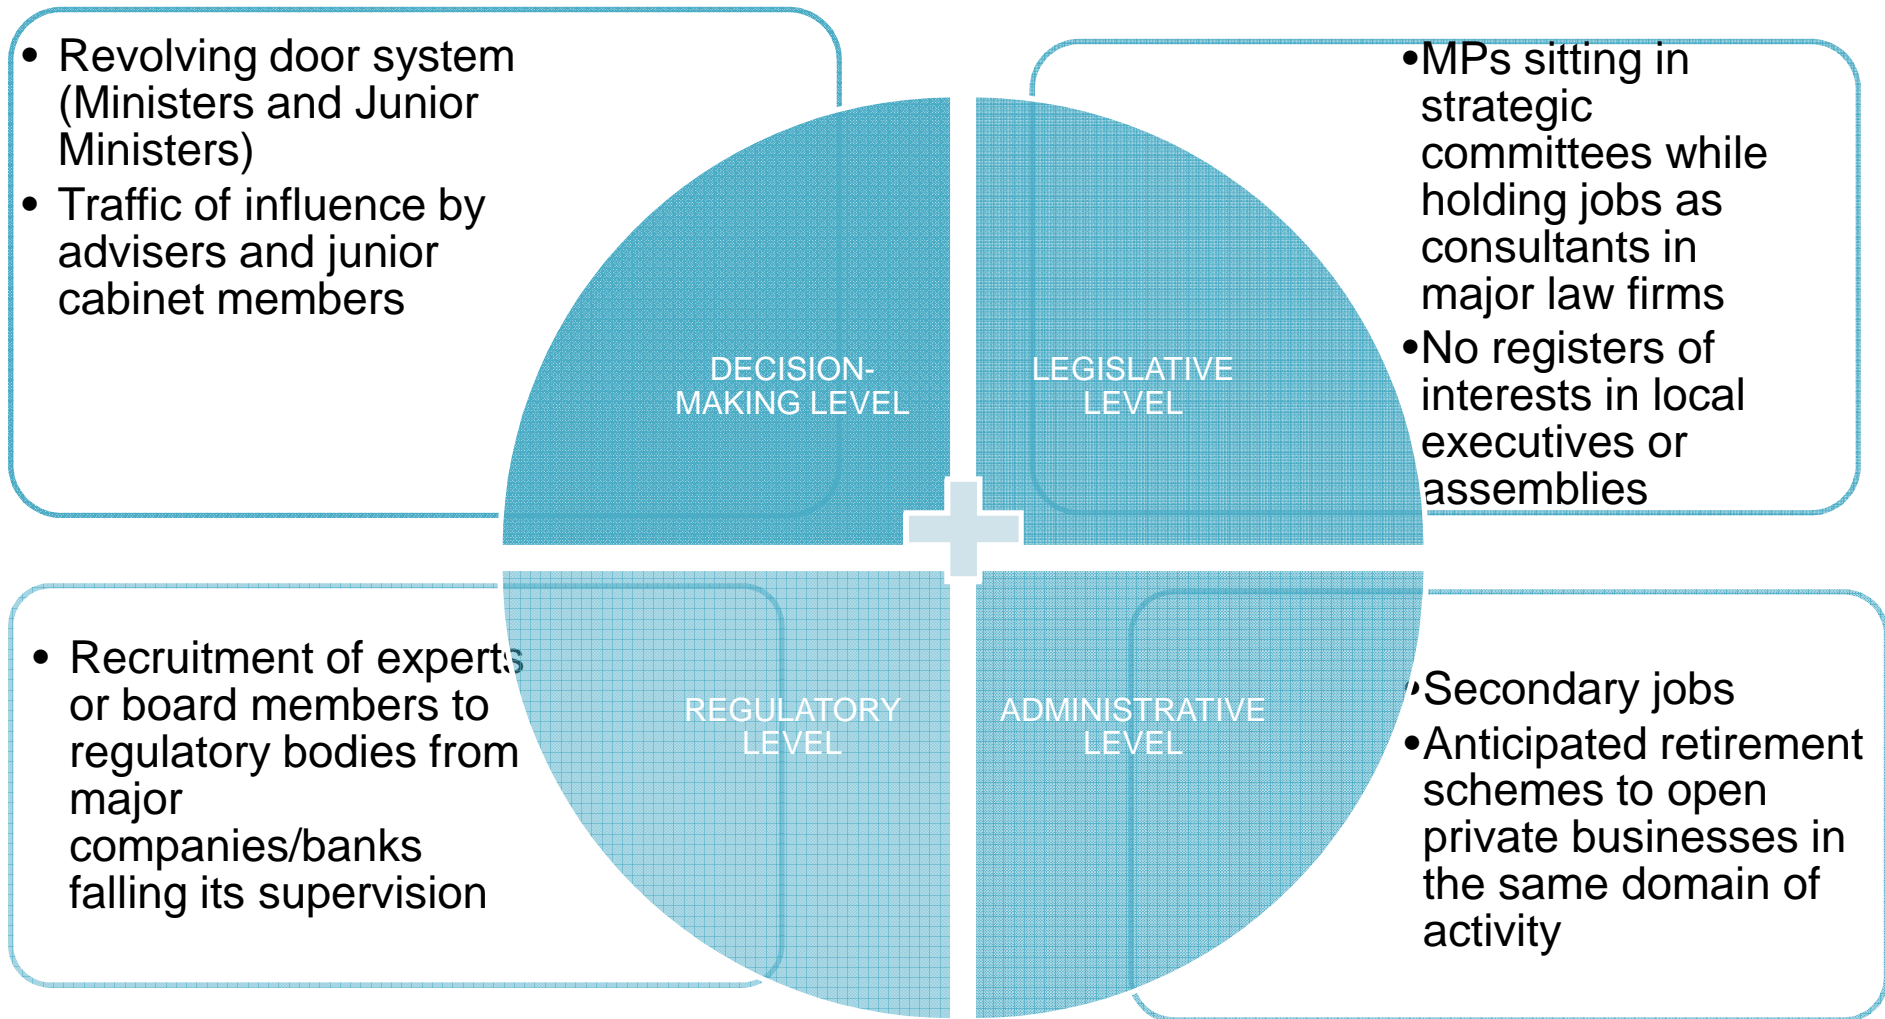 • Revolving door system
(Ministers and Junior
Ministers)
• Traffic of influence by
advisers and junior
cabinet members
•MPs sitting in
strategic
committees while
holding jobs as
consultants in
major law firms
•No registers of
interests in local
executives or
assemblies
DECISION-
MAKING LEVEL
LEGISLATIVE
LEVEL
REGULATORY
LEVEL
ADMINISTRATIVE
LEVEL
• Recruitment of experts
or board members to
regulatory bodies from
major
companies/banks
falling its supervision
•Secondary jobs
•Anticipated retirement
schemes to open
private businesses in
the same domain of
activity